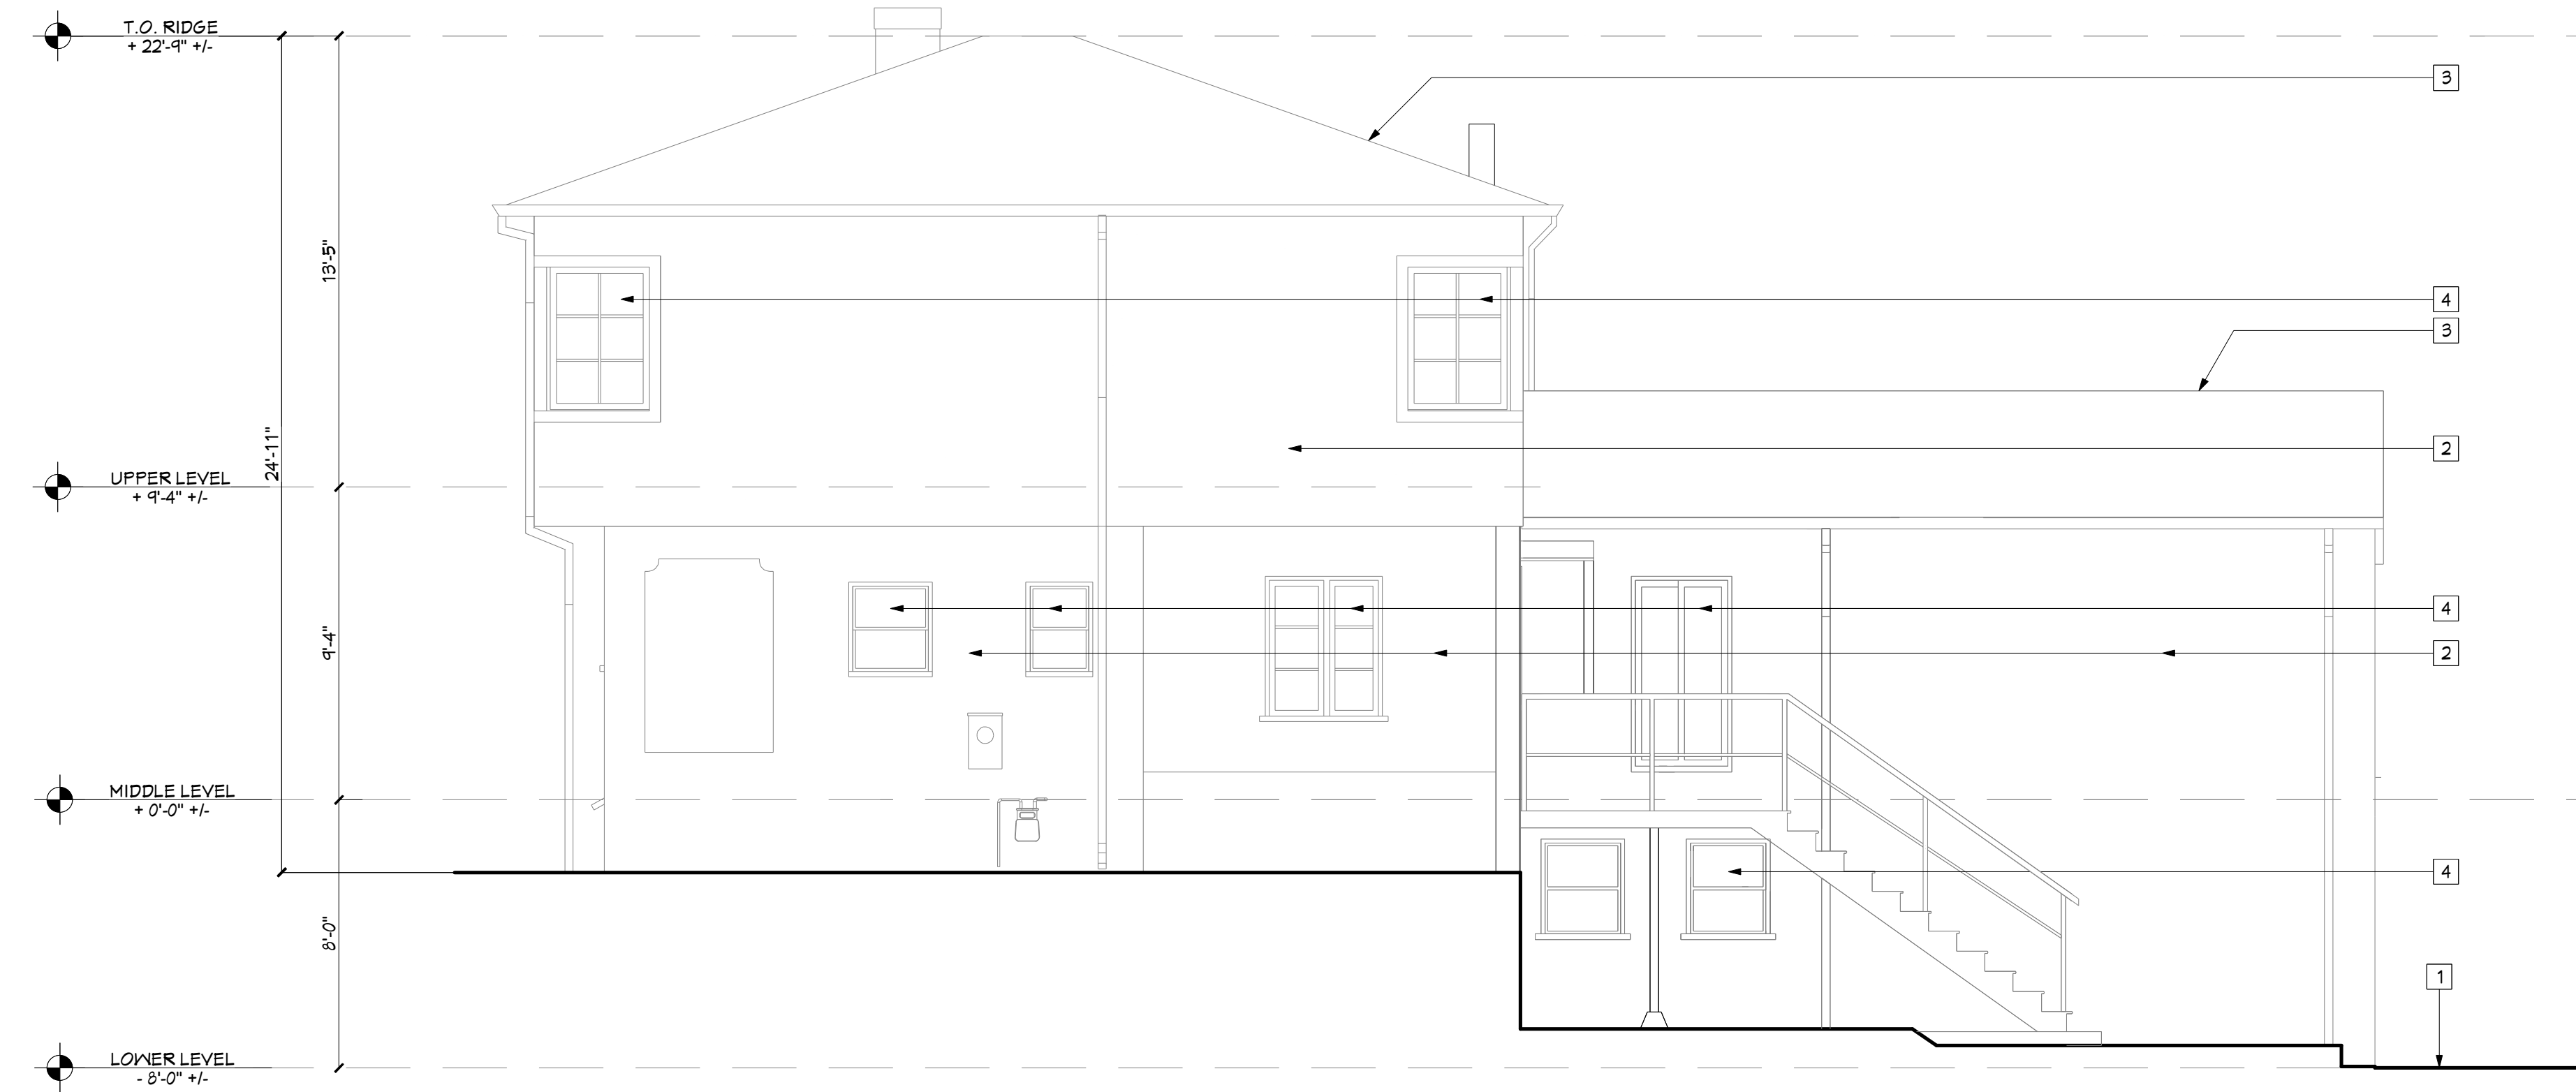 T.O. RIDGE
+ 22'-9" +/-
3
13'-5"
4
3
24'-11"
2
UPPER LEVEL
+ 9'-4" +/-
4
9'-4"
2
MIDDLE LEVEL
+ 0'-0" +/-
4
8'-0"
1
LOWER LEVEL
- 8'-0" +/-